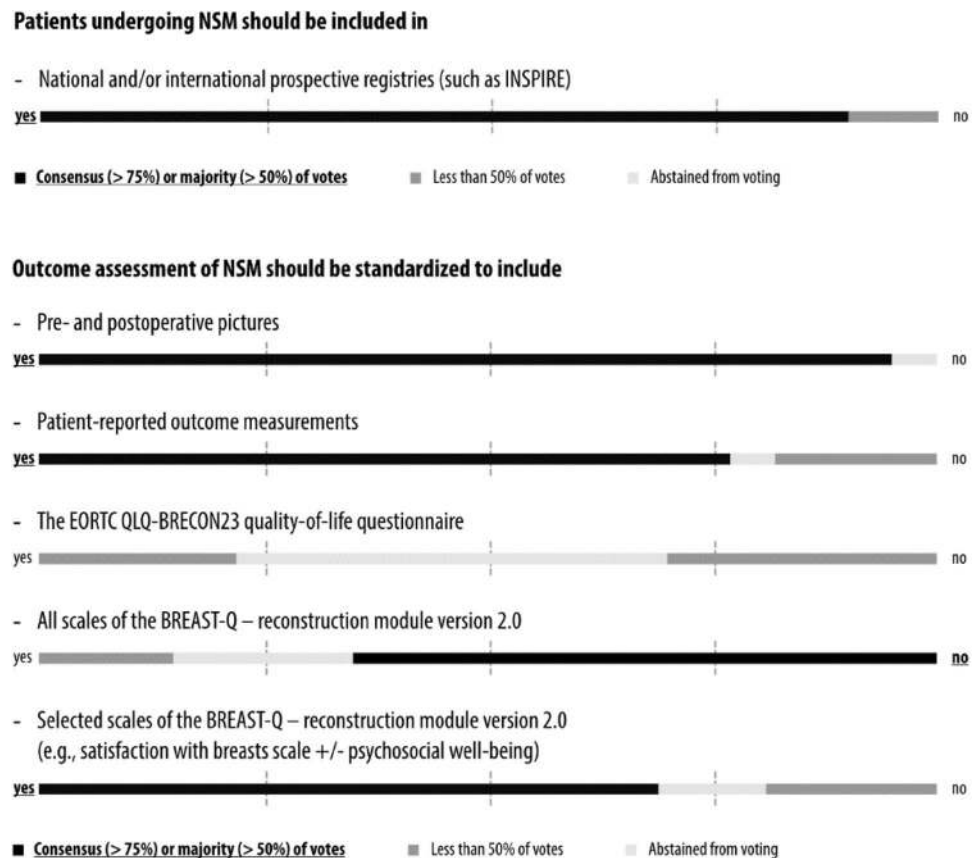 Patients undergoing NSM should be included in
- National and/or international prospective registries (such as INSPIRE)
yes no
Consensus (> 75%) or majority (> 50%) of votes Less than 50% of votes Abstained from voting
Outcome assessment of NSM should be standardized to include
- Pre- and postoperative pictures
yes no
- Patient-reported outcome measurements
yes no
- The EORTC QLQ-BRECON23 quality-of-life questionnaire
yes no
- All scales of the BREAST-Q – reconstruction module version 2.0
yes no
- Selected scales of the BREAST-Q – reconstruction module version 2.0
(e.g., satisfaction with breasts scale +/- psychosocial well-being)
yes no
Consensus (> 75%) or majority (> 50%) of votes Less than 50% of votes Abstained from voting